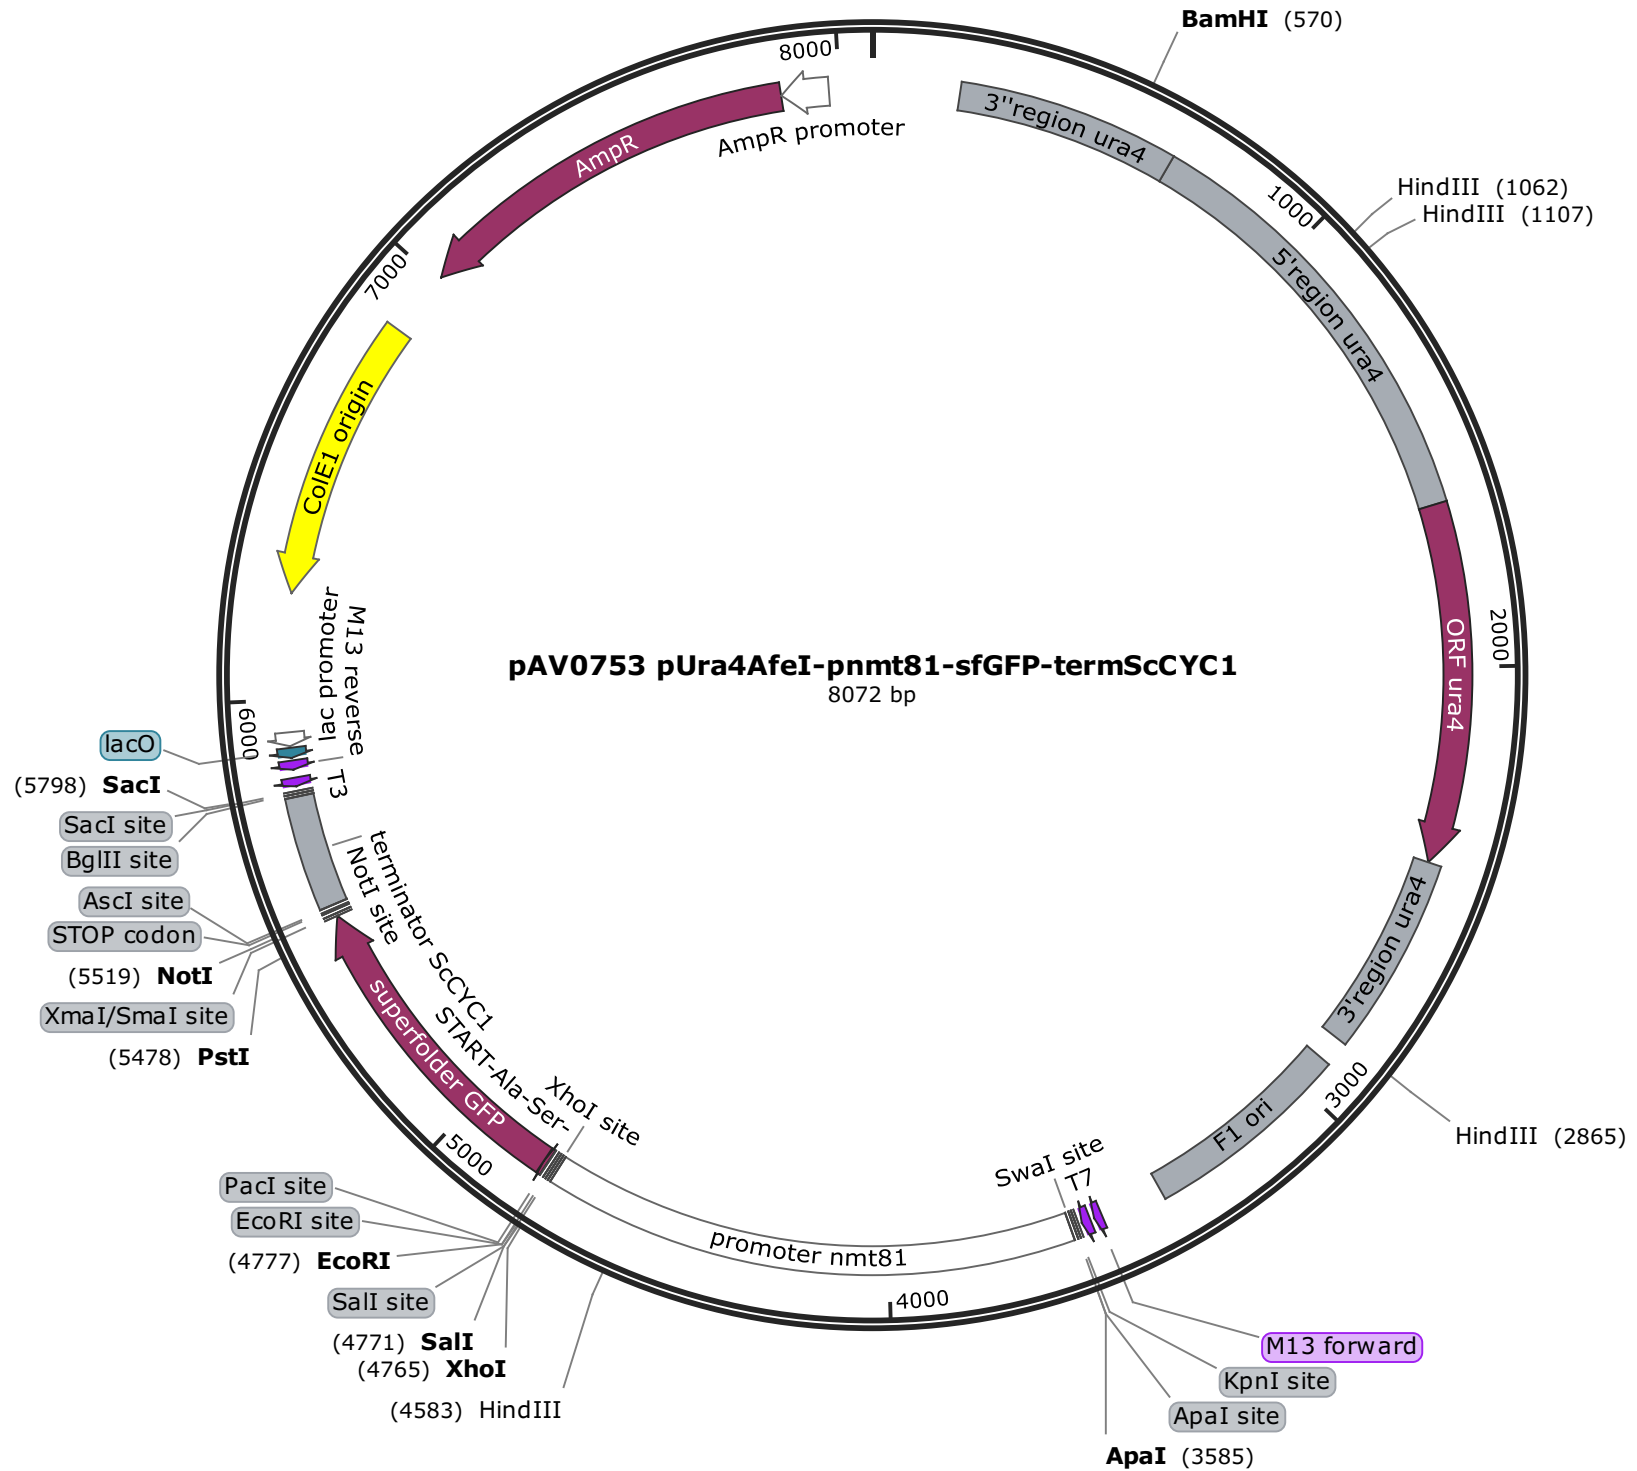 BamHI (570)
8000
3''region ura4
AmpR promoter
AmpR
HindIII (1062)
1000
HindIII (1107)
7000
5'region ura4
ColE1 origin
2000
ORF ura4
lac promoter
M13 reverse
pAV0753 pUra4AfeI-pnmt81-sfGFP-termScCYC1
8072 bp
6000
lacO
(5798) SacI
T3
SacI site
BglII site
AscI site
STOP codon
(5519) NotI
XmaI/SmaI site
(5478) PstI
terminator ScCYC1
NotI site
superfolder GFP
START-Ala-Ser-
XhoI site
3'region ura4
3000
F1 ori
HindIII (2865)
5000
SwaI site
T7
PacI site
EcoRI site
(4777) EcoRI
promoter nmt81
SalI site
4000
(4771) SalI
(4765) XhoI
(4583) HindIII
M13 forward
KpnI site
ApaI site
ApaI (3585)